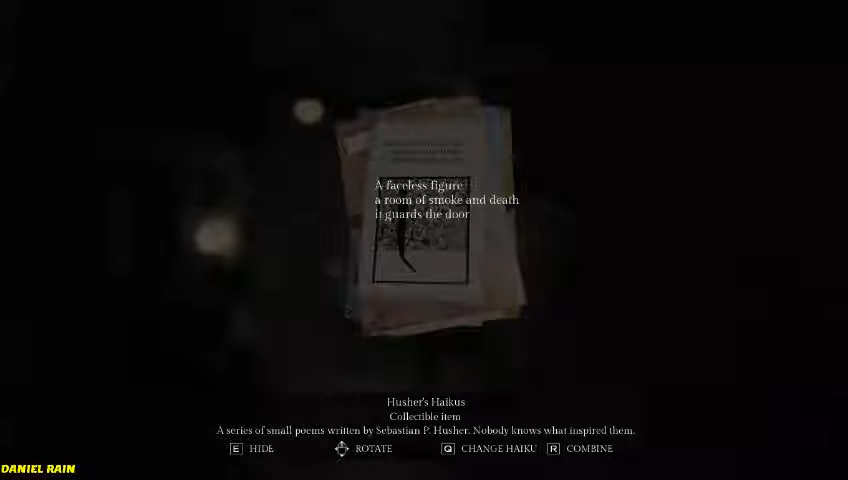 A faceless figure
a room of smoke and death
it guards the door
Husher's Haikus
Collectible item
A series of small poems written by Sebastian P. Husher. Nobody knows what inspired them.
E HIDE ROTATE Q CHANGE HAIKU R COMBINE
DANIEL RAIN